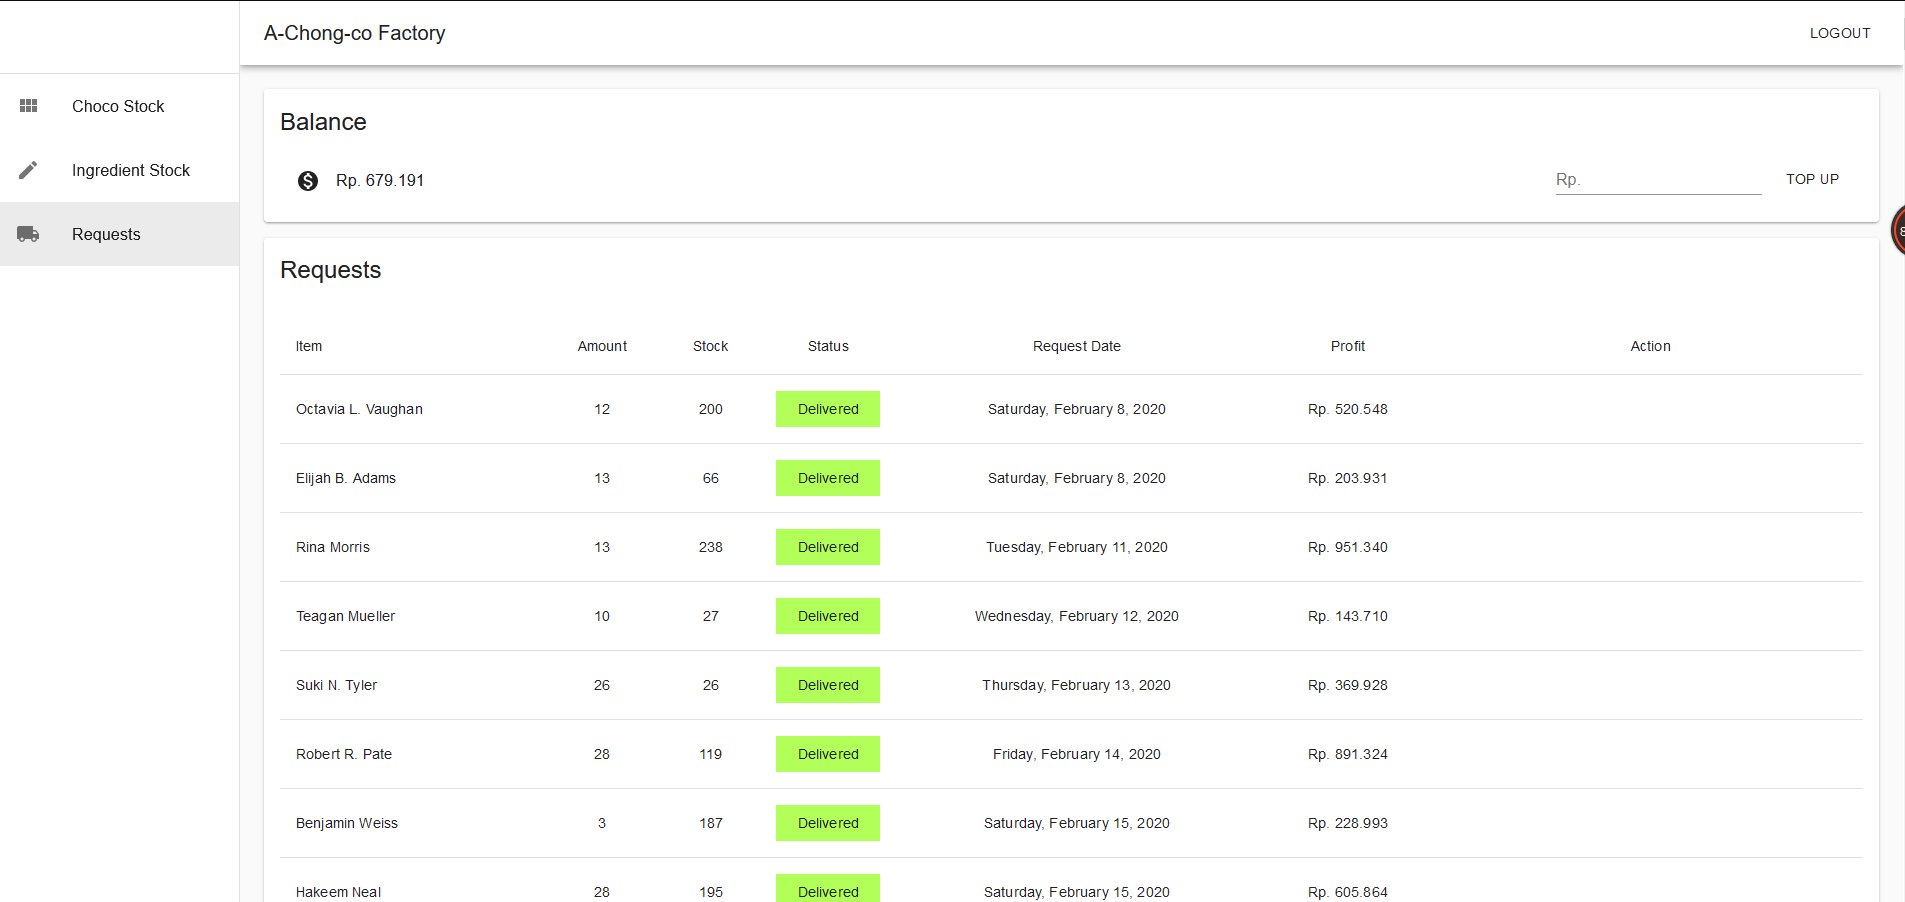 A-Chong-co Factory
LOGOUT
Choco Stock
Ingredient Stock
Requests
Balance
Rp. 679.191
Rp.
TOP UP
Requests
Item Amount Stock Status Request Date Profit Action
Octavia L. Vaughan 12 200 Delivered Saturday, February 8, 2020 Rp. 520.548
Elijah B. Adams 13 66 Delivered Saturday, February 8, 2020 Rp. 203.931
Rina Morris 13 238 Delivered Tuesday, February 11, 2020 Rp. 951.340
Teagan Mueller 10 27 Delivered Wednesday, February 12, 2020 Rp. 143.710
Suki N. Tyler 26 26 Delivered Thursday, February 13, 2020 Rp. 369.928
Robert R. Pate 28 119 Delivered Friday, February 14, 2020 Rp. 891.324
Benjamin Weiss 3 187 Delivered Saturday, February 15, 2020 Rp. 228.993
Hakeem Neal 28 195 Delivered Saturday, February 15, 2020 Rp. 605.864